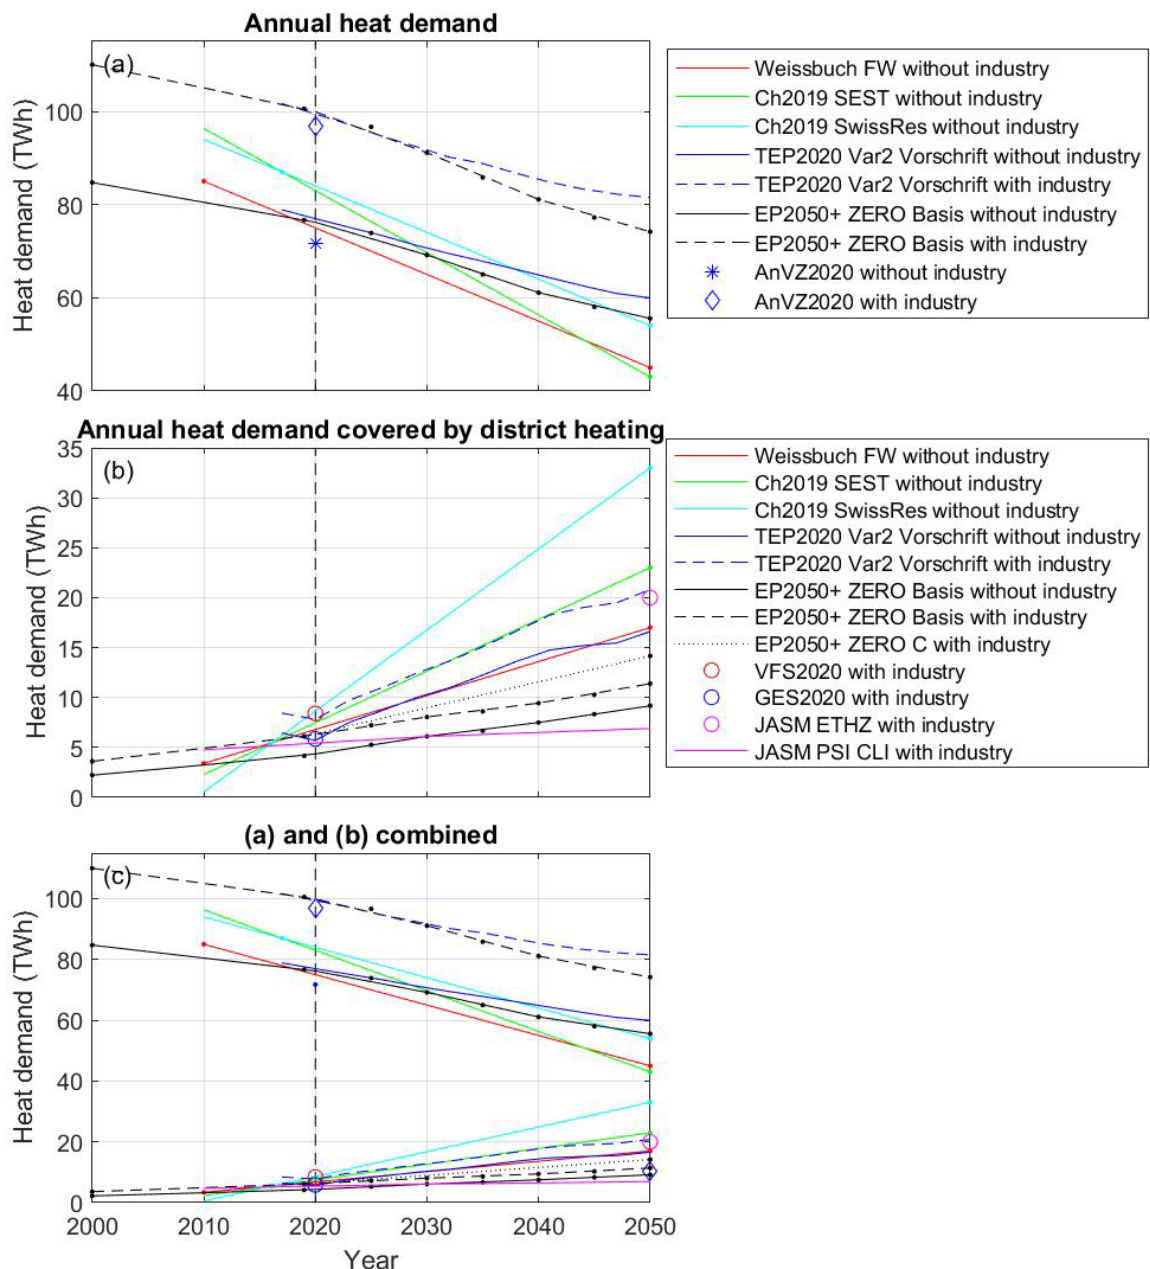 Annual heat demand
(a)
100
80
60
40
Heat demand (TWh)
Weissbuch FW without industry
Ch2019 SEST without industry
Ch2019 SwissRes without industry
TEP2020 Var2 Vorschrift without industry
TEP2020 Var2 Vorschrift with industry
EP2050+ ZERO Basis without industry
EP2050+ ZERO Basis with industry
AnVZ2020 without industry
AnVZ2020 with industry
Annual heat demand covered by district heating
(b)
35
30
25
20
15
10
5
0
Heat demand (TWh)
Weissbuch FW without industry
Ch2019 SEST without industry
Ch2019 SwissRes without industry
TEP2020 Var2 Vorschrift without industry
TEP2020 Var2 Vorschrift with industry
EP2050+ ZERO Basis without industry
EP2050+ ZERO Basis with industry
EP2050+ ZERO C with industry
VFS2020 with industry
GES2020 with industry
JASM ETHZ with industry
JASM PSI CLI with industry
(a) and (b) combined
(c)
100
80
60
40
20
0
Heat demand (TWh)
2000 2010 2020 2030 2040 2050
Year